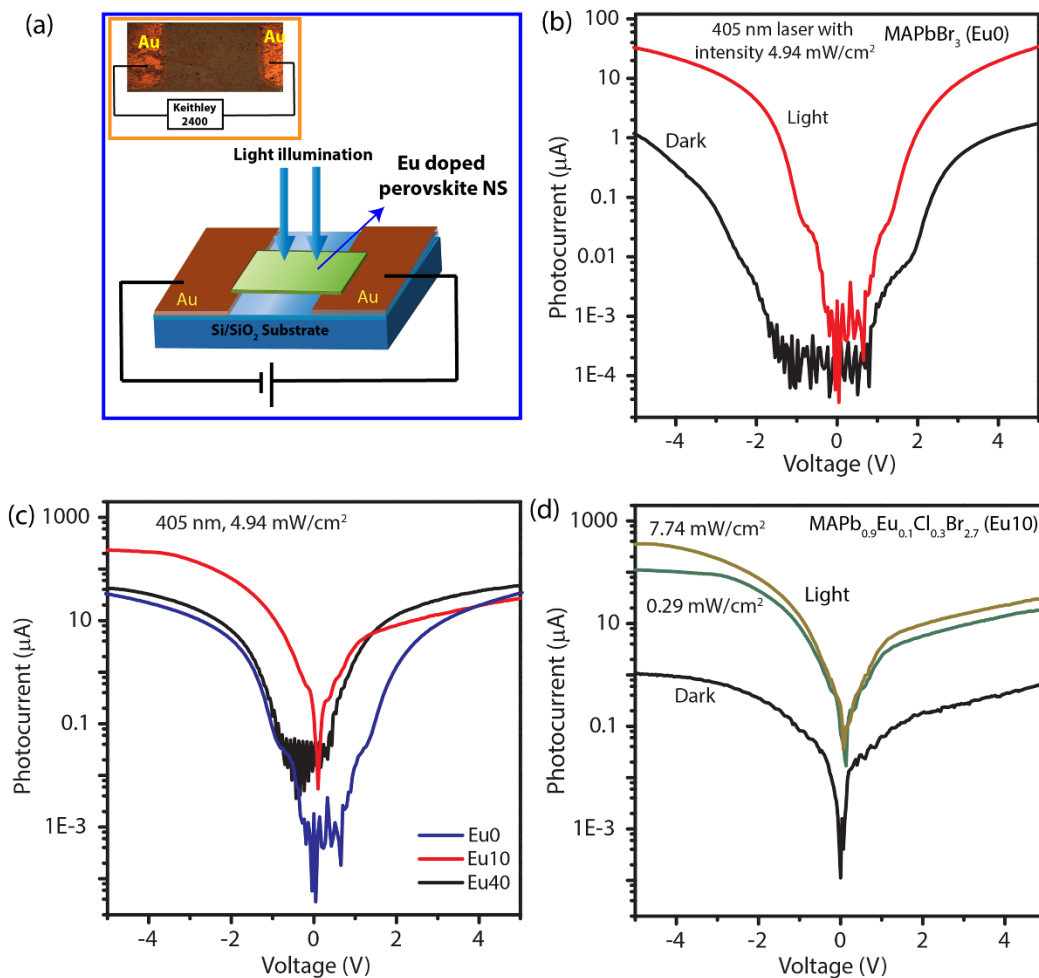 (a)
Au
Au
Keithley
2400
Light illumination
Eu doped
perovskite NS
Au
Au
Si/SiO₂ Substrate
(b)
405 nm laser with
intensity 4.94 mW/cm²
MAPbBr₃ (Eu0)
Light
Dark
Photocurrent (μA)
100
10
1
0.1
0.01
1E-3
1E-4
-4 -2 0 2 4
Voltage (V)
(c)
405 nm, 4.94 mW/cm²
Photocurrent (μA)
1000
10
0.1
1E-3
Eu0
Eu10
Eu40
-4 -2 0 2 4
Voltage (V)
(d)
7.74 mW/cm²
MAPb₀.₉Eu₀.₁Cl₀.₃Br₂.₇ (Eu10)
Light
0.29 mW/cm²
Dark
Photocurrent (μA)
1000
10
0.1
1E-3
-4 -2 0 2 4
Voltage (V)